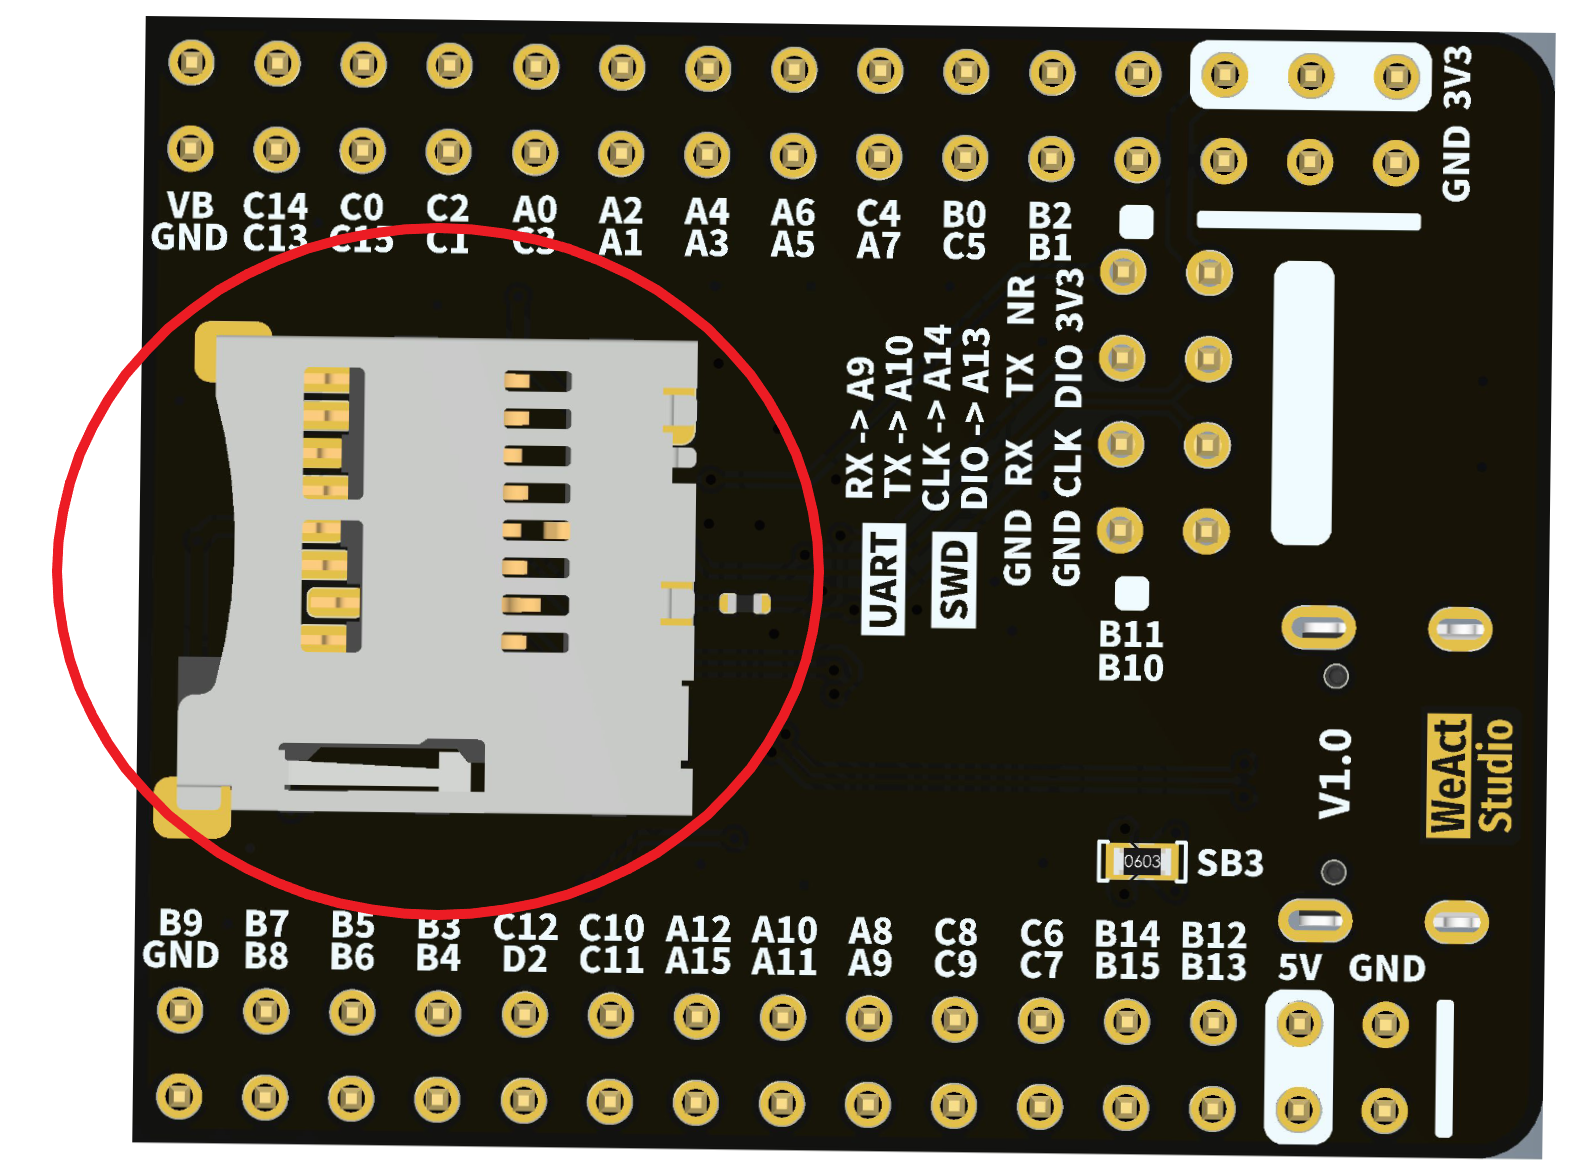 3V3
GND
VB C14 C0 C2 A0 A2 A4 A6 C4 B0 B2
GND C13 C15 C1 C3 A1 A3 A5 A7 C5 B1
RX -> A9
TX -> A10
CLK -> A14
DIO -> A13
UART
SWD
GND RX TX NR
GND CLK DIO 3V3
B11
B10
V1.0
WeAct
Studio
0603
SB3
B9 B7 B5 B3 C12 C10 A12 A10 A8 C8 C6 B14 B12
GND B8 B6 B4 D2 C11 A15 A11 A9 C9 C7 B15 B13
5V GND